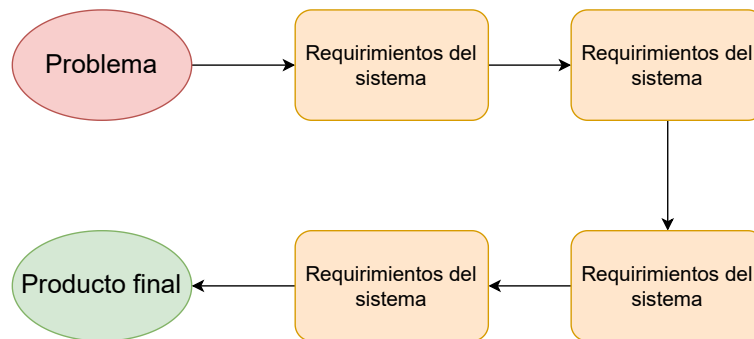 Problema
Requirimientos del
sistema
Requirimientos del
sistema
Producto final
Requirimientos del
sistema
Requirimientos del
sistema